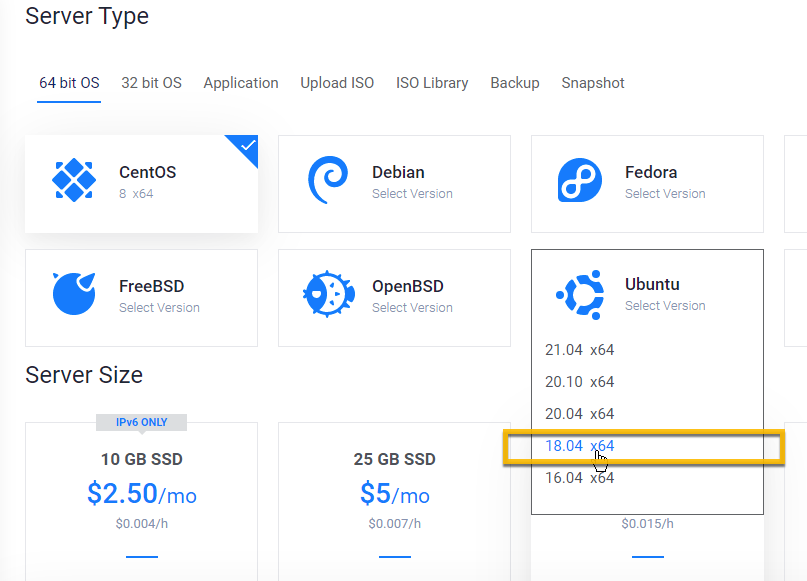 Server Type
64 bit OS 32 bit OS Application Upload ISO ISO Library Backup Snapshot
CentOS
8 x64
Debian
Select Version
Fedora
Select Version
FreeBSD
Select Version
OpenBSD
Select Version
Ubuntu
Select Version
21.04 x64
20.10 x64
20.04 x64
18.04 x64
16.04 x64
Server Size
IPv6 ONLY
10 GB SSD
$2.50/mo
$0.004/h
25 GB SSD
$5/mo
$0.007/h
$0.015/h